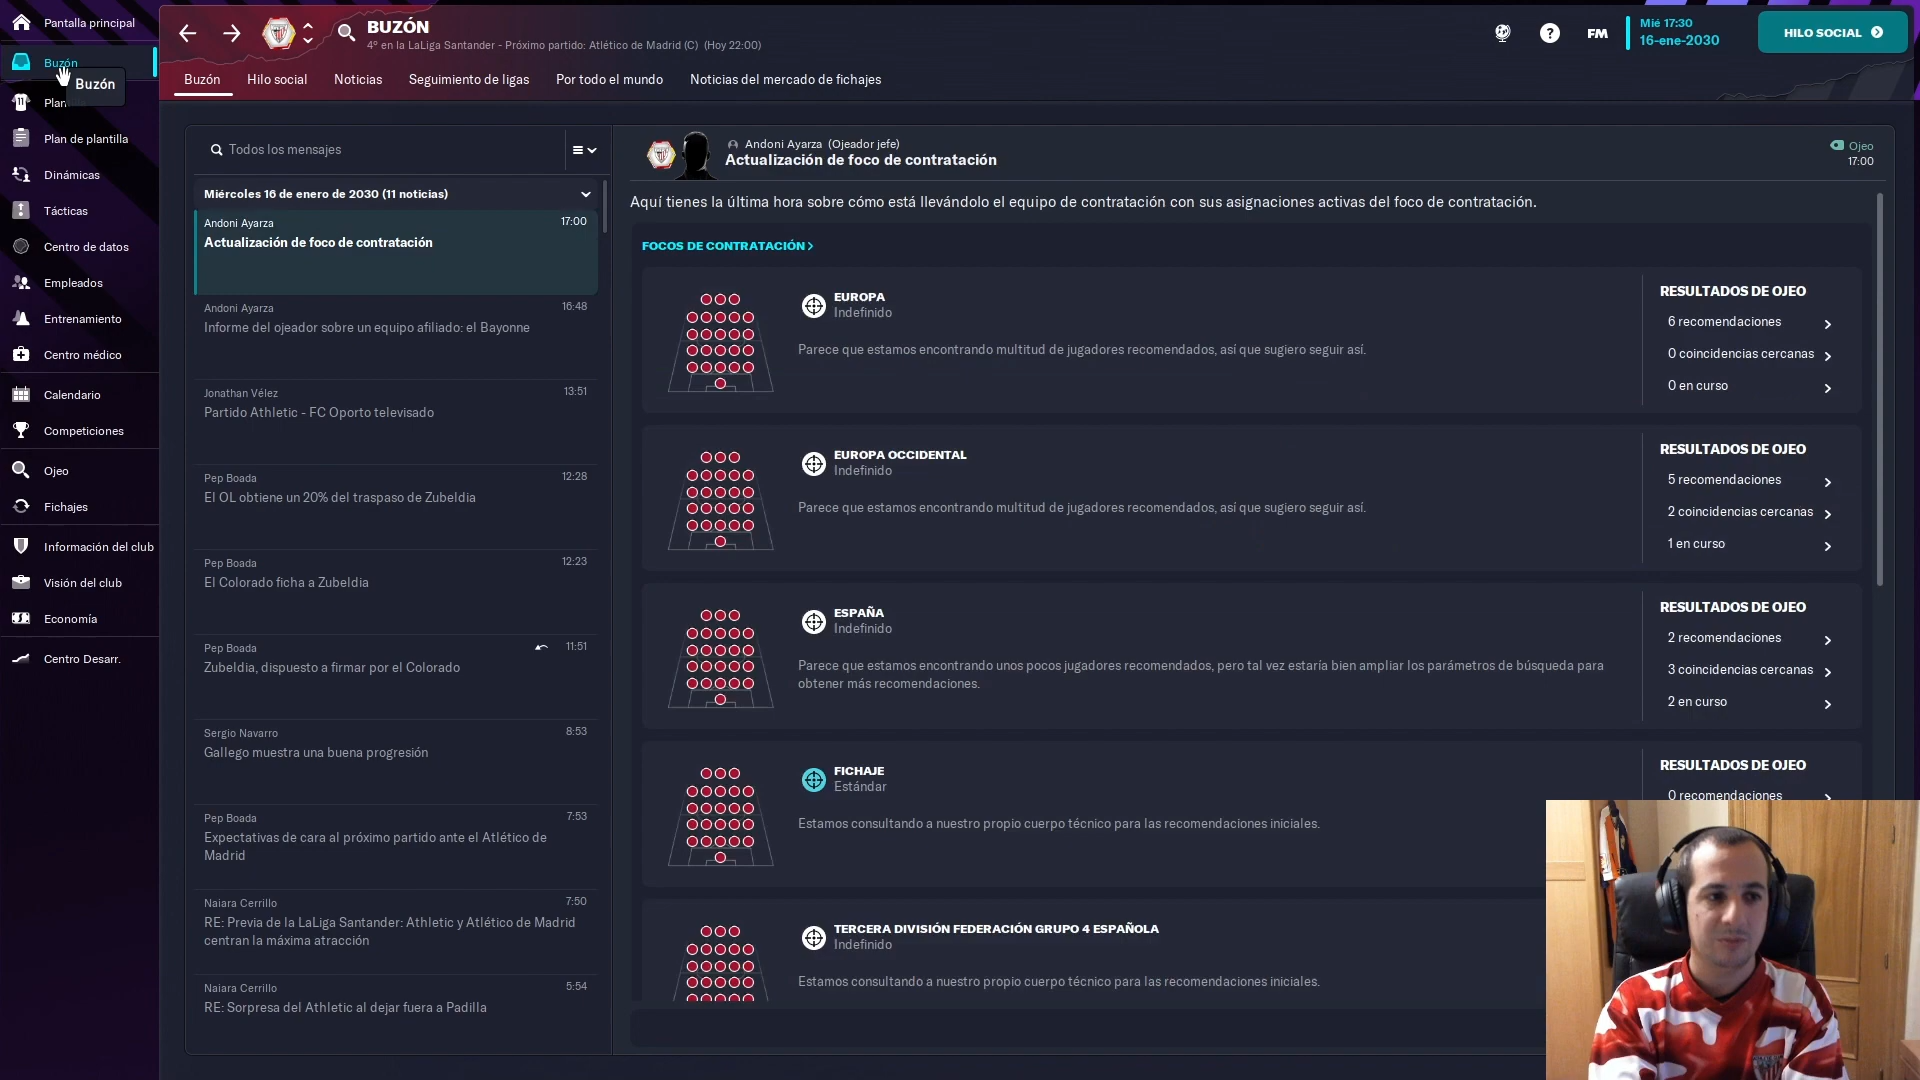 Pantalla principal
Buzón
Buzón
Plan
Plan de plantilla
Dinámicas
Tácticas
Centro de datos
Empleados
Entrenamiento
Centro médico
Calendario
Competiciones
Ojeo
Fichajes
Información del club
Visión del club
Economía
Centro Desarr.
BUZÓN
4º en la LaLiga Santander - Próximo partido: Atlético de Madrid (C) (Hoy 22:00)
FM
Mié 17:30
16-ene-2030
HILO SOCIAL
Buzón
Hilo social
Noticias
Seguimiento de ligas
Por todo el mundo
Noticias del mercado de fichajes
Todos los mensajes
Miércoles 16 de enero de 2030 (11 noticias)
Andoni Ayarza 17:00
Actualización de foco de contratación
Andoni Ayarza 16:48
Informe del ojeador sobre un equipo afiliado: el Bayonne
Jonathan Vélez 13:51
Partido Athletic - FC Oporto televisado
Pep Boada 12:28
El OL obtiene un 20% del traspaso de Zubeldia
Pep Boada 12:23
El Colorado ficha a Zubeldia
Pep Boada 11:51
Zubeldia, dispuesto a firmar por el Colorado
Sergio Navarro 8:53
Gallego muestra una buena progresión
Pep Boada 7:53
Expectativas de cara al próximo partido ante el Atlético de
Madrid
Naiara Cerrillo 7:50
RE: Previa de la LaLiga Santander: Athletic y Atlético de Madrid
centran la máxima atracción
Naiara Cerrillo 5:54
RE: Sorpresa del Athletic al dejar fuera a Padilla
Andoni Ayarza (Ojeador jefe)
Actualización de foco de contratación
Ojeo
17:00
Aquí tienes la última hora sobre cómo está llevándolo el equipo de contratación con sus asignaciones activas del foco de contratación.
FOCOS DE CONTRATACIÓN
EUROPA
Indefinido
Parece que estamos encontrando multitud de jugadores recomendados, así que sugiero seguir así.
RESULTADOS DE OJEO
6 recomendaciones
0 coincidencias cercanas
0 en curso
EUROPA OCCIDENTAL
Indefinido
Parece que estamos encontrando multitud de jugadores recomendados, así que sugiero seguir así.
RESULTADOS DE OJEO
5 recomendaciones
2 coincidencias cercanas
1 en curso
ESPAÑA
Indefinido
Parece que estamos encontrando unos pocos jugadores recomendados, pero tal vez estaría bien ampliar los parámetros de búsqueda para
obtener más recomendaciones.
RESULTADOS DE OJEO
2 recomendaciones
3 coincidencias cercanas
2 en curso
FICHAJE
Estándar
Estamos consultando a nuestro propio cuerpo técnico para las recomendaciones iniciales.
RESULTADOS DE OJEO
0 recomendaciones
TERCERA DIVISIÓN FEDERACIÓN GRUPO 4 ESPAÑOLA
Indefinido
Estamos consultando a nuestro propio cuerpo técnico para las recomendaciones iniciales.